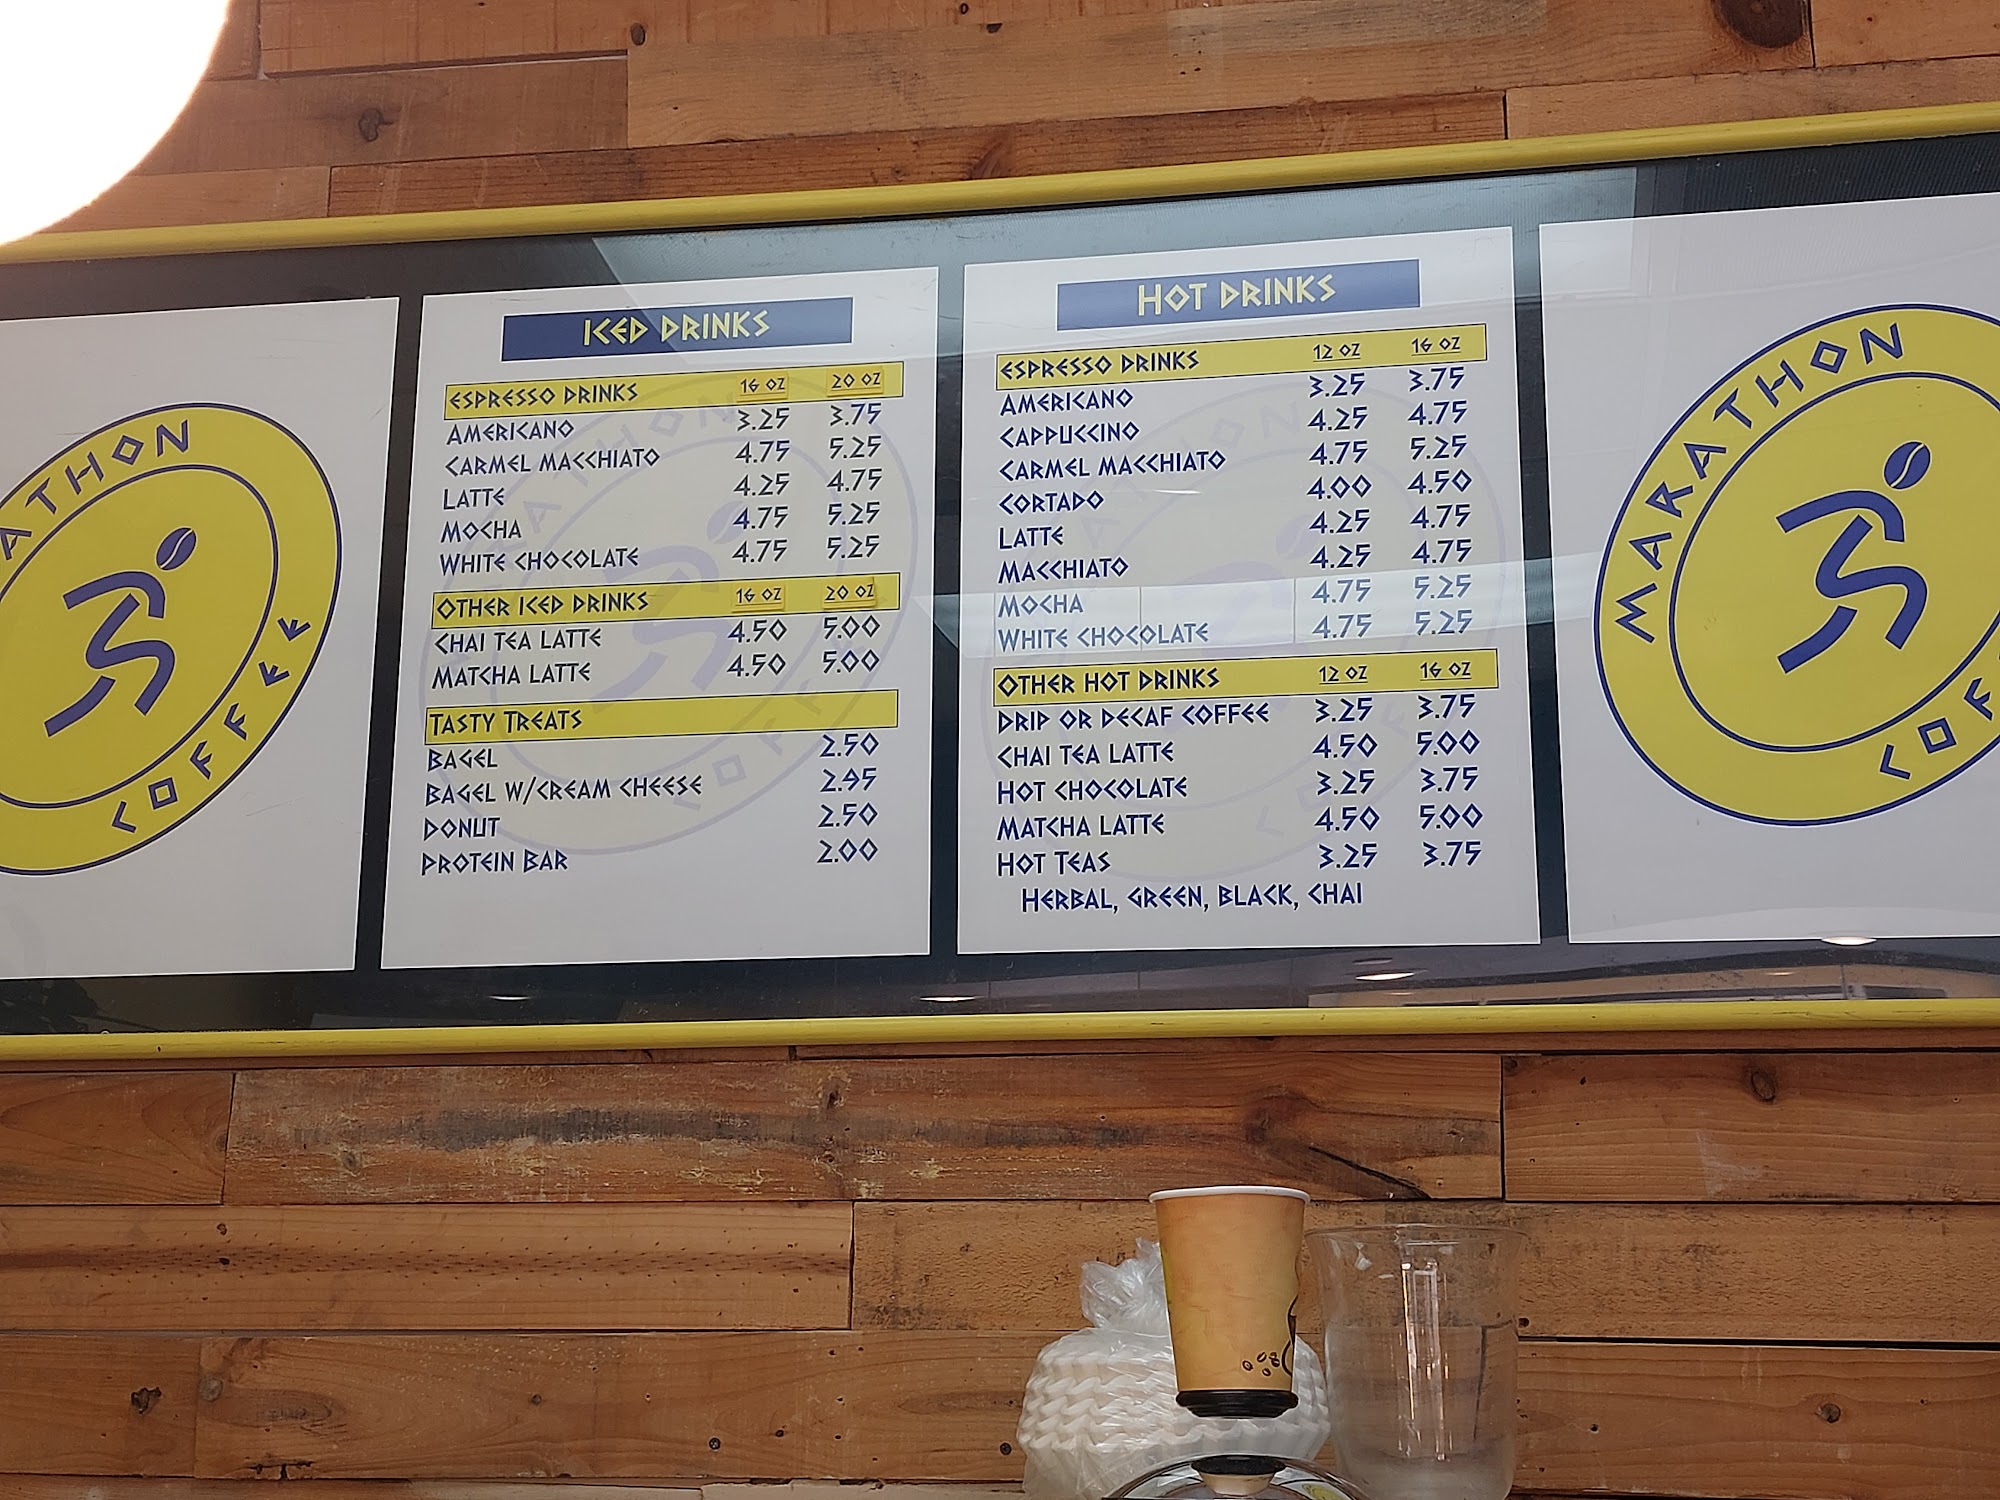 ATHON
COFFEE
ICED DRINKS
ESPRESSO DRINKS 16 OZ 20 OZ
AMERICANO 3.25 3.75
CARMEL MACCHIATO 4.75 5.25
LATTE 4.25 4.75
MOCHA 4.75 5.25
WHITE CHOCOLATE 4.75 5.25
OTHER ICED DRINKS 16 OZ 20 OZ
CHAI TEA LATTE 4.50 5.00
MATCHA LATTE 4.50 5.00
TASTY TREATS
BAGEL 2.50
BAGEL W/CREAM CHEESE 2.95
DONUT 2.50
PROTEIN BAR 2.00
HOT DRINKS
ESPRESSO DRINKS 12 OZ 16 OZ
AMERICANO 3.25 3.75
CAPPUCCINO 4.25 4.75
CARMEL MACCHIATO 4.75 5.25
CORTADO 4.00 4.50
LATTE 4.25 4.75
MACCHIATO 4.25 4.75
MOCHA 4.75 5.25
WHITE CHOCOLATE 4.75 5.25
OTHER HOT DRINKS 12 OZ 16 OZ
DRIP OR DECAF COFFEE 3.25 3.75
CHAI TEA LATTE 4.50 5.00
HOT CHOCOLATE 3.25 3.75
MATCHA LATTE 4.50 5.00
HOT TEAS 3.25 3.75
HERBAL, GREEN, BLACK, CHAI
MARATHON
COF